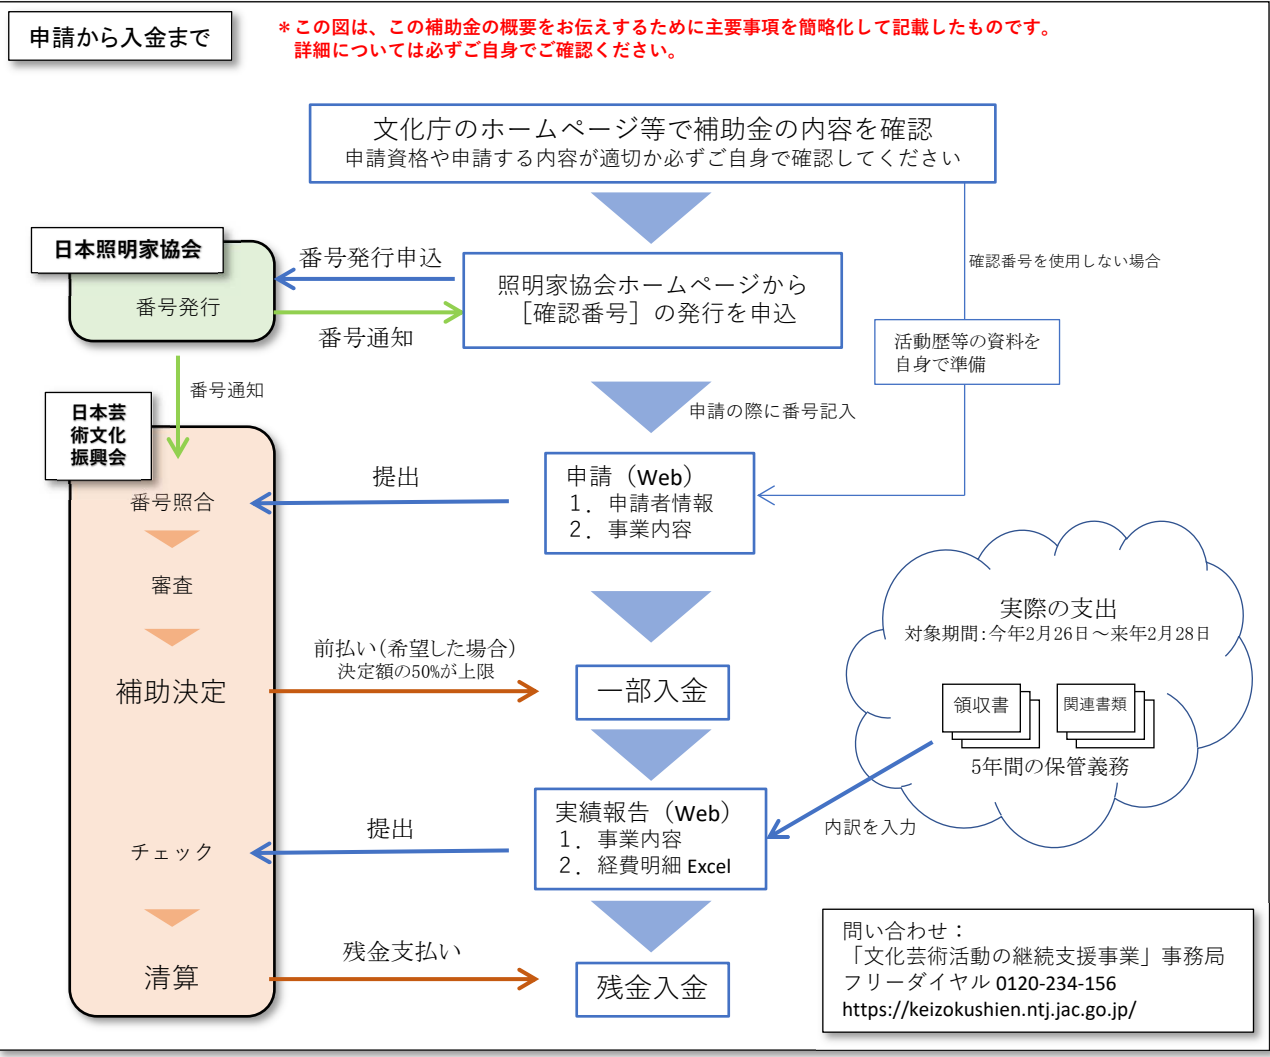 申請から入金まで
＊この図は、この補助金の概要をお伝えするために主要事項を簡略化して記載したものです。
詳細については必ずご自身でご確認ください。
文化庁のホームページ等で補助金の内容を確認
申請資格や申請する内容が適切か必ずご自身で確認してください
日本照明家協会
番号発行
番号発行申込
番号通知
照明家協会ホームページから
［確認番号］の発行を申込
確認番号を使用しない場合
活動歴等の資料を
自身で準備
番号通知
申請の際に番号記入
日本芸
術文化
振興会
番号照合
提出
申請（Web）
１．申請者情報
２．事業内容
審査
補助決定
前払い（希望した場合）
決定額の50%が上限
一部入金
実際の支出
対象期間：今年2月26日～来年2月28日
領収書
関連書類
5年間の保管義務
内訳を入力
チェック
提出
実績報告（Web）
１．事業内容
２．経費明細 Excel
清算
残金支払い
残金入金
問い合わせ：
「文化芸術活動の継続支援事業」事務局
フリーダイヤル 0120-234-156
https://keizokushien.ntj.jac.go.jp/